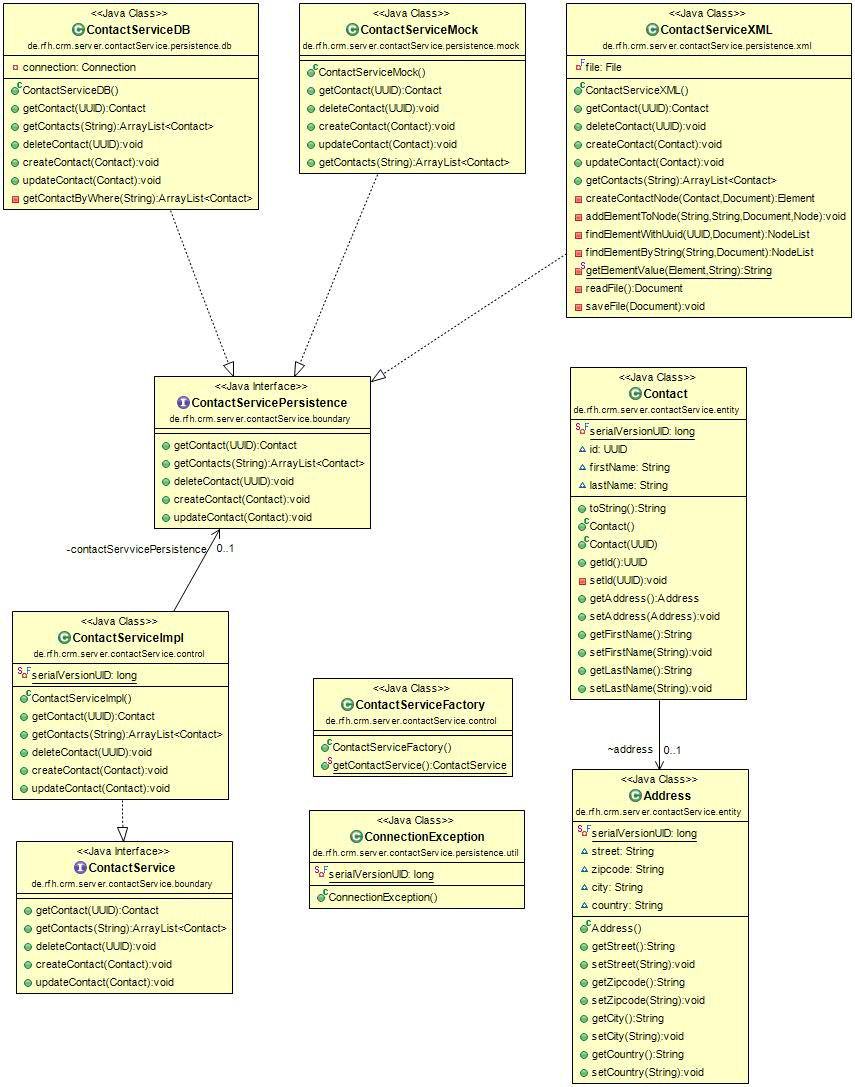 <<Java Class>>
ContactServiceDB
de.rfh.crm.server.contactService.persistence.db
connection: Connection
ContactServiceDB()
getContact(UUID):Contact
getContacts(String):ArrayList<Contact>
deleteContact(UUID):void
createContact(Contact):void
updateContact(Contact):void
getContactByWhere(String):ArrayList<Contact>
<<Java Class>>
ContactServiceMock
de.rfh.crm.server.contactService.persistence.mock
ContactServiceMock()
getContact(UUID):Contact
deleteContact(UUID):void
createContact(Contact):void
updateContact(Contact):void
getContacts(String):ArrayList<Contact>
<<Java Class>>
ContactServiceXML
de.rfh.crm.server.contactService.persistence.xml
file: File
ContactServiceXML()
getContact(UUID):Contact
deleteContact(UUID):void
createContact(Contact):void
updateContact(Contact):void
getContacts(String):ArrayList<Contact>
createContactNode(Contact,Document):Element
addElementToNode(String,String,Document,Node):void
findElementWithUuid(UUID,Document):NodeList
findElementByString(String,Document):NodeList
getElementValue(Element,String):String
readFile():Document
saveFile(Document):void
<<Java Interface>>
ContactServicePersistence
de.rfh.crm.server.contactService.boundary
getContact(UUID):Contact
getContacts(String):ArrayList<Contact>
deleteContact(UUID):void
createContact(Contact):void
updateContact(Contact):void
<<Java Class>>
Contact
de.rfh.crm.server.contactService.entity
serialVersionUID: long
id: UUID
firstName: String
lastName: String
toString():String
Contact()
Contact(UUID)
getId():UUID
setId(UUID):void
getAddress():Address
setAddress(Address):void
getFirstName():String
setFirstName(String):void
getLastName():String
setLastName(String):void
-contactServvicePersistence 0..1
<<Java Class>>
ContactServiceImpl
de.rfh.crm.server.contactService.control
serialVersionUID: long
ContactServiceImpl()
getContact(UUID):Contact
getContacts(String):ArrayList<Contact>
deleteContact(UUID):void
createContact(Contact):void
updateContact(Contact):void
<<Java Class>>
ContactServiceFactory
de.rfh.crm.server.contactService.control
ContactServiceFactory()
getContactService():ContactService
~address 0..1
<<Java Interface>>
ContactService
de.rfh.crm.server.contactService.boundary
getContact(UUID):Contact
getContacts(String):ArrayList<Contact>
deleteContact(UUID):void
createContact(Contact):void
updateContact(Contact):void
<<Java Class>>
ConnectionException
de.rfh.crm.server.contactService.persistence.util
serialVersionUID: long
ConnectionException()
<<Java Class>>
Address
de.rfh.crm.server.contactService.entity
serialVersionUID: long
street: String
zipcode: String
city: String
country: String
Address()
getStreet():String
setStreet(String):void
getZipcode():String
setZipcode(String):void
getCity():String
setCity(String):void
getCountry():String
setCountry(String):void